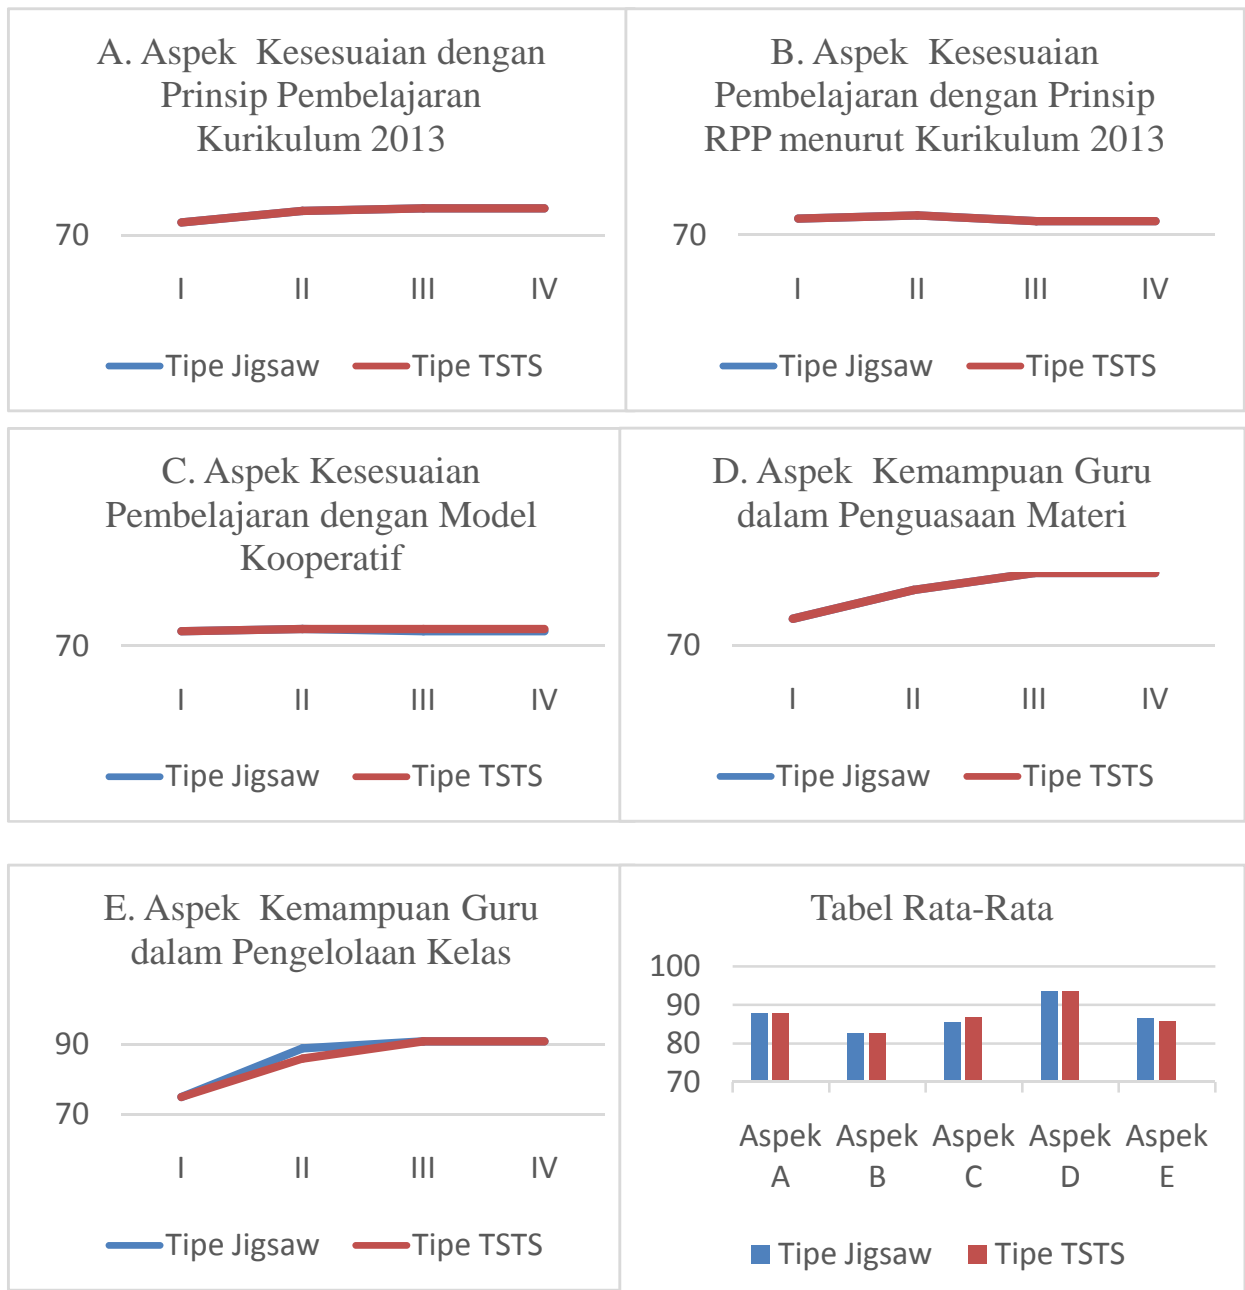 A. Aspek Kesesuaian dengan
Prinsip Pembelajaran
Kurikulum 2013
70
I II III IV
Tipe Jigsaw Tipe TSTS
B. Aspek Kesesuaian
Pembelajaran dengan Prinsip
RPP menurut Kurikulum 2013
70
I II III IV
Tipe Jigsaw Tipe TSTS
C. Aspek Kesesuaian
Pembelajaran dengan Model
Kooperatif
70
I II III IV
Tipe Jigsaw Tipe TSTS
D. Aspek Kemampuan Guru
dalam Penguasaan Materi
70
I II III IV
Tipe Jigsaw Tipe TSTS
E. Aspek Kemampuan Guru
dalam Pengelolaan Kelas
90
70
I II III IV
Tipe Jigsaw Tipe TSTS
Tabel Rata-Rata
100
90
80
70
Aspek Aspek Aspek Aspek Aspek
A B C D E
Tipe Jigsaw Tipe TSTS